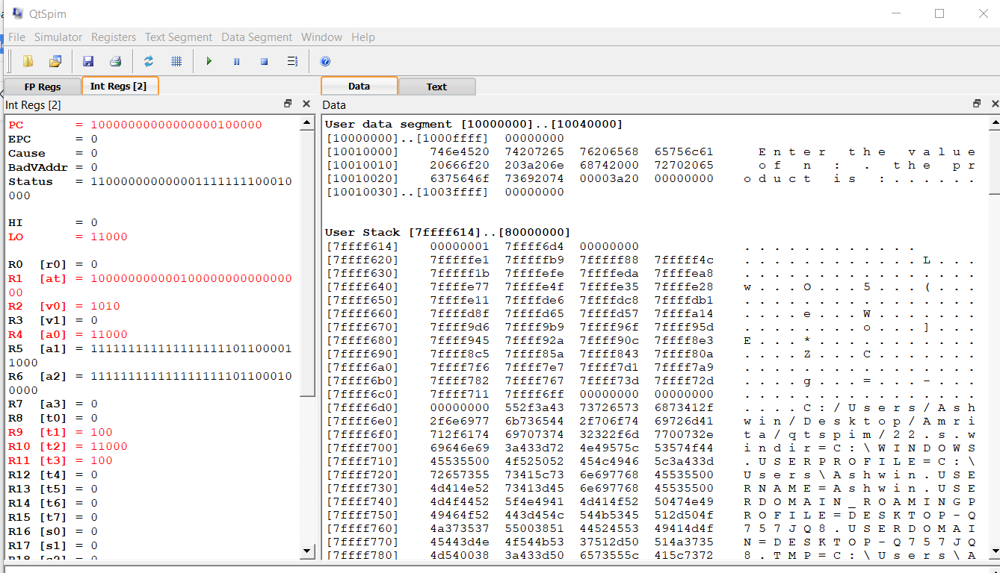 QtSpim
File Simulator Registers Text Segment Data Segment Window Help
FP Regs
Int Regs [2]
Int Regs [2]
PC = 10000000000000000100000
EPC = 0
Cause = 0
BadVAddr = 0
Status = 110000000000001111111100010
000
HI = 0
LO = 11000
R0 [r0] = 0
R1 [at] = 100000000000100000000000000
00
R2 [v0] = 1010
R3 [v1] = 0
R4 [a0] = 11000
R5 [a1] = 111111111111111111101100001
1000
R6 [a2] = 111111111111111111101100010
0000
R7 [a3] = 0
R8 [t0] = 0
R9 [t1] = 100
R10 [t2] = 11000
R11 [t3] = 100
R12 [t4] = 0
R13 [t5] = 0
R14 [t6] = 0
R15 [t7] = 0
R16 [s0] = 0
R17 [s1] = 0
Data
Text
Data
User data segment [10000000]..[10040000]
[10000000]..[1000ffff] 00000000
[10010000] 746e4520 74207265 76206568 65756c61 E n t e r t h e v a l u e
[10010010] 20666f20 203a206e 68742000 72702065 o f n : . t h e p r
[10010020] 6375646f 73692074 00003a20 00000000 o d u c t i s : . . . . . .
[10010030]..[1003ffff] 00000000
User Stack [7ffff614]..[80000000]
[7ffff614] 00000001 7ffff6d4 00000000 . . . . . . . . . . . .
[7ffff620] 7fffffe1 7fffffb9 7fffff88 7fffff4c . . . . . . . . . . . . L . . .
[7ffff630] 7fffff1b 7ffffefe 7ffffeda 7ffffea8 . . . . . . . . . . . . . . . .
[7ffff640] 7ffffe77 7ffffe4f 7ffffe35 7ffffe28 w . . . O . . . 5 . . . ( . . .
[7ffff650] 7ffffe11 7ffffde6 7ffffdc8 7ffffdb1 . . . . . . . . . . . . . . . .
[7ffff660] 7ffffd8f 7ffffd65 7ffffd57 7ffffa14 . . . . e . . . W . . . . . . .
[7ffff670] 7ffff9d6 7ffff9b9 7ffff96f 7ffff95d . . . . . . . . o . . . ] . . .
[7ffff680] 7ffff945 7ffff92a 7ffff90c 7ffff8e3 E . . . * . . . . . . . . . . .
[7ffff690] 7ffff8c5 7ffff85a 7ffff843 7ffff80a . . . . Z . . . C . . . . . . .
[7ffff6a0] 7ffff7f6 7ffff7e7 7ffff7d1 7ffff7a9 . . . . . . . . . . . . . . . .
[7ffff6b0] 7ffff782 7ffff767 7ffff73d 7ffff72d . . . . g . . . = . . . - . . .
[7ffff6c0] 7ffff711 7ffff6ff 00000000 00000000 . . . . . . . . . . . . . . . .
[7ffff6d0] 00000000 552f3a43 73726573 6873412f . . . . C : / U s e r s / A s h
[7ffff6e0] 2f6e6977 6b736544 2f706f74 69726d41 w i n / D e s k t o p / A m r i
[7ffff6f0] 712f6174 69707374 32322f6d 7700732e t a / q t s p i m / 2 2 . s . w
[7ffff700] 69646e69 3a433d72 4e49575c 53574f44 i n d i r = C : \ W I N D O W S
[7ffff710] 45535500 4f525052 454c4946 5c3a433d . U S E R P R O F I L E = C : \
[7ffff720] 72657355 73415c73 6e697768 45535500 U s e r s \ A s h w i n . U S E
[7ffff730] 4d414e52 73413d45 6e697768 45535500 R N A M E = A s h w i n . U S E
[7ffff740] 4d4f4452 5f4e4941 4d414f52 50474e49 R D O M A I N _ R O A M I N G P
[7ffff750] 49464f52 443d454c 544b5345 512d504f R O F I L E = D E S K T O P - Q
[7ffff760] 4a373537 55003851 44524553 49414d4f 7 5 7 J Q 8 . U S E R D O M A I
[7ffff770] 45443d4e 4f544b53 37512d50 514a3735 N = D E S K T O P - Q 7 5 7 J Q
[7ffff780] 4d540038 3a433d50 6573555c 415c7372 8 . T M P = C : \ U s e r s \ A